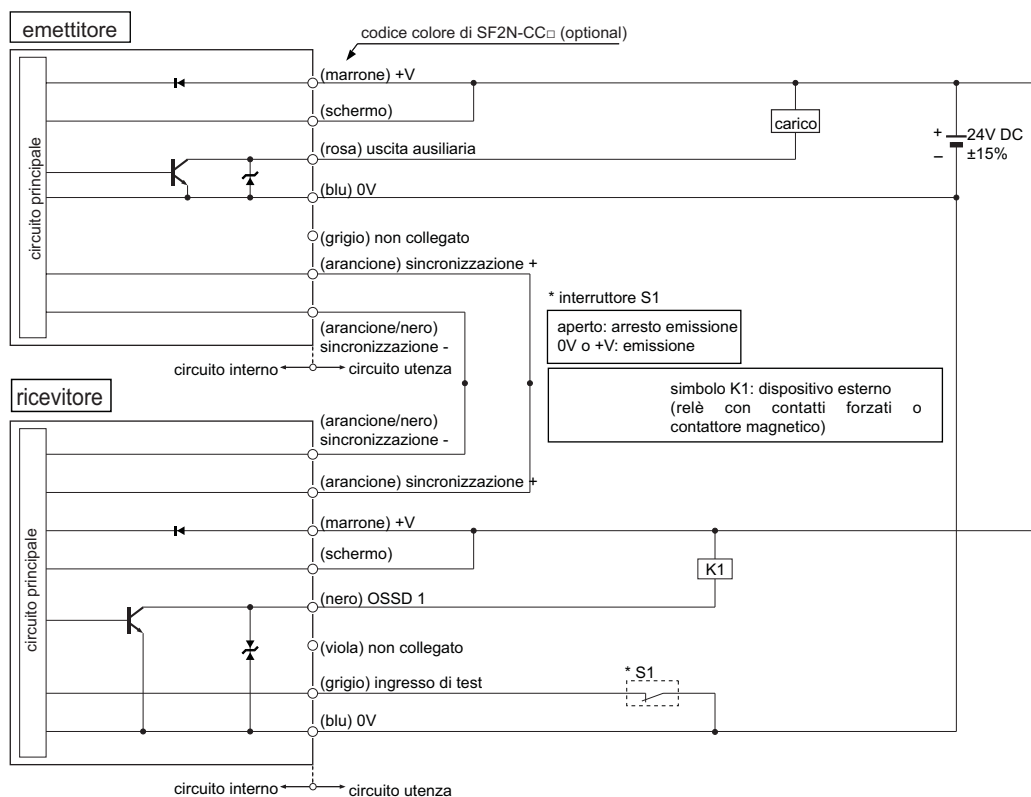 emettitore
codice colore di SF2N-CC□ (optional)
circuito principale
(marrone) +V
(schermo)
carico
(rosa) uscita ausiliaria
+
−
24V DC
±15%
(blu) 0V
(grigio) non collegato
(arancione) sincronizzazione +
(arancione/nero)
sincronizzazione -
circuito interno
circuito utenza
* interruttore S1
aperto: arresto emissione
0V o +V: emissione
simbolo K1: dispositivo esterno
(relè con contatti forzati o
contattore magnetico)
ricevitore
circuito principale
(arancione/nero)
sincronizzazione -
(arancione) sincronizzazione +
(marrone) +V
(schermo)
K1
(nero) OSSD 1
(viola) non collegato
* S1
(grigio) ingresso di test
(blu) 0V
circuito interno
circuito utenza